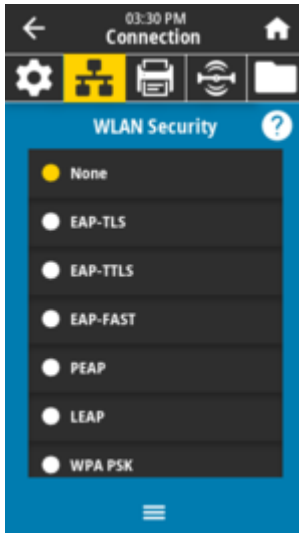 03:30 PM
Connection
WLAN Security
?
None
EAP-TLS
EAP-TTLS
EAP-FAST
PEAP
LEAP
WPA PSK